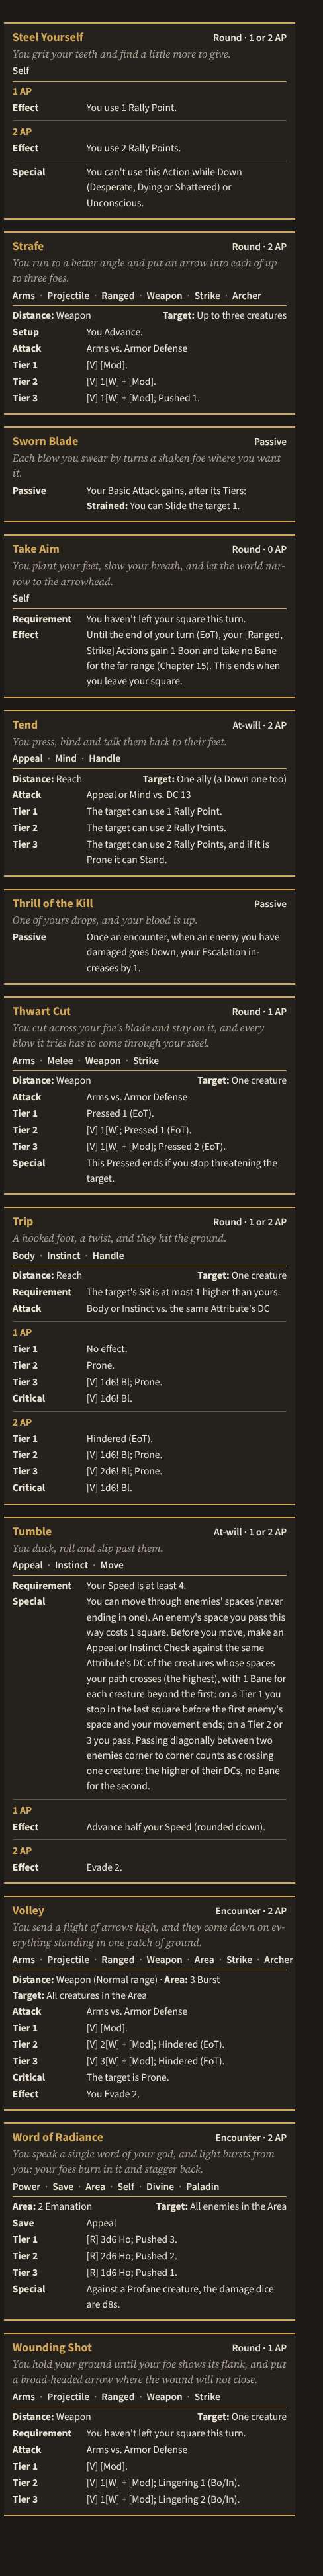 Steel Yourself Round · 1 or 2 AP
You grit your teeth and find a little more to give.
Self
1 AP
Effect You use 1 Rally Point.
2 AP
Effect You use 2 Rally Points.
Special You can't use this Action while Down
(Desperate, Dying or Shattered) or
Unconscious.
Strafe Round · 2 AP
You run to a better angle and put an arrow into each of up
to three foes.
Arms · Projectile · Ranged · Weapon · Strike · Archer
Distance: Weapon Target: Up to three creatures
Setup You Advance.
Attack Arms vs. Armor Defense
Tier 1 [V] [Mod].
Tier 2 [V] 1[W] + [Mod].
Tier 3 [V] 1[W] + [Mod]; Pushed 1.
Sworn Blade Passive
Each blow you swear by turns a shaken foe where you want
it.
Passive Your Basic Attack gains, after its Tiers:
Strained: You can Slide the target 1.
Take Aim Round · 0 AP
You plant your feet, slow your breath, and let the world nar-
row to the arrowhead.
Self
Requirement You haven't left your square this turn.
Effect Until the end of your turn (EoT), your [Ranged,
Strike] Actions gain 1 Boon and take no Bane
for the far range (Chapter 15). This ends when
you leave your square.
Tend At-will · 2 AP
You press, bind and talk them back to their feet.
Appeal · Mind · Handle
Distance: Reach Target: One ally (a Down one too)
Attack Appeal or Mind vs. DC 13
Tier 1 The target can use 1 Rally Point.
Tier 2 The target can use 2 Rally Points.
Tier 3 The target can use 2 Rally Points, and if it is
Prone it can Stand.
Thrill of the Kill Passive
One of yours drops, and your blood is up.
Passive Once an encounter, when an enemy you have
damaged goes Down, your Escalation in-
creases by 1.
Thwart Cut Round · 1 AP
You cut across your foe's blade and stay on it, and every
blow it tries has to come through your steel.
Arms · Melee · Weapon · Strike
Distance: Weapon Target: One creature
Attack Arms vs. Armor Defense
Tier 1 Pressed 1 (EoT).
Tier 2 [V] 1[W]; Pressed 1 (EoT).
Tier 3 [V] 1[W] + [Mod]; Pressed 2 (EoT).
Special This Pressed ends if you stop threatening the
target.
Trip Round · 1 or 2 AP
A hooked foot, a twist, and they hit the ground.
Body · Instinct · Handle
Distance: Reach Target: One creature
Requirement The target's SR is at most 1 higher than yours.
Attack Body or Instinct vs. the same Attribute's DC
1 AP
Tier 1 No effect.
Tier 2 Prone.
Tier 3 [V] 1d6! Bl; Prone.
Critical [V] 1d6! Bl.
2 AP
Tier 1 Hindered (EoT).
Tier 2 [V] 1d6! Bl; Prone.
Tier 3 [V] 2d6! Bl; Prone.
Critical [V] 1d6! Bl.
Tumble At-will · 1 or 2 AP
You duck, roll and slip past them.
Appeal · Instinct · Move
Requirement Your Speed is at least 4.
Special You can move through enemies' spaces (never
ending in one). An enemy's space you pass this
way costs 1 square. Before you move, make an
Appeal or Instinct Check against the same
Attribute's DC of the creatures whose spaces
your path crosses (the highest), with 1 Bane for
each creature beyond the first: on a Tier 1 you
stop in the last square before the first enemy's
space and your movement ends; on a Tier 2 or
3 you pass. Passing diagonally between two
enemies corner to corner counts as crossing
one creature: the higher of their DCs, no Bane
for the second.
1 AP
Effect Advance half your Speed (rounded down).
2 AP
Effect Evade 2.
Volley Encounter · 2 AP
You send a flight of arrows high, and they come down on ev-
erything standing in one patch of ground.
Arms · Projectile · Ranged · Weapon · Area · Strike · Archer
Distance: Weapon (Normal range) · Area: 3 Burst
Target: All creatures in the Area
Attack Arms vs. Armor Defense
Tier 1 [V] [Mod].
Tier 2 [V] 2[W] + [Mod]; Hindered (EoT).
Tier 3 [V] 3[W] + [Mod]; Hindered (EoT).
Critical The target is Prone.
Effect You Evade 2.
Word of Radiance Encounter · 2 AP
You speak a single word of your god, and light bursts from
you: your foes burn in it and stagger back.
Power · Save · Area · Self · Divine · Paladin
Area: 2 Emanation Target: All enemies in the Area
Save Appeal
Tier 1 [R] 3d6 Ho; Pushed 3.
Tier 2 [R] 2d6 Ho; Pushed 2.
Tier 3 [R] 1d6 Ho; Pushed 1.
Special Against a Profane creature, the damage dice
are d8s.
Wounding Shot Round · 1 AP
You hold your ground until your foe shows its flank, and put
a broad-headed arrow where the wound will not close.
Arms · Projectile · Ranged · Weapon · Strike
Distance: Weapon Target: One creature
Requirement You haven't left your square this turn.
Attack Arms vs. Armor Defense
Tier 1 [V] [Mod].
Tier 2 [V] 1[W] + [Mod]; Lingering 1 (Bo/In).
Tier 3 [V] 1[W] + [Mod]; Lingering 2 (Bo/In).